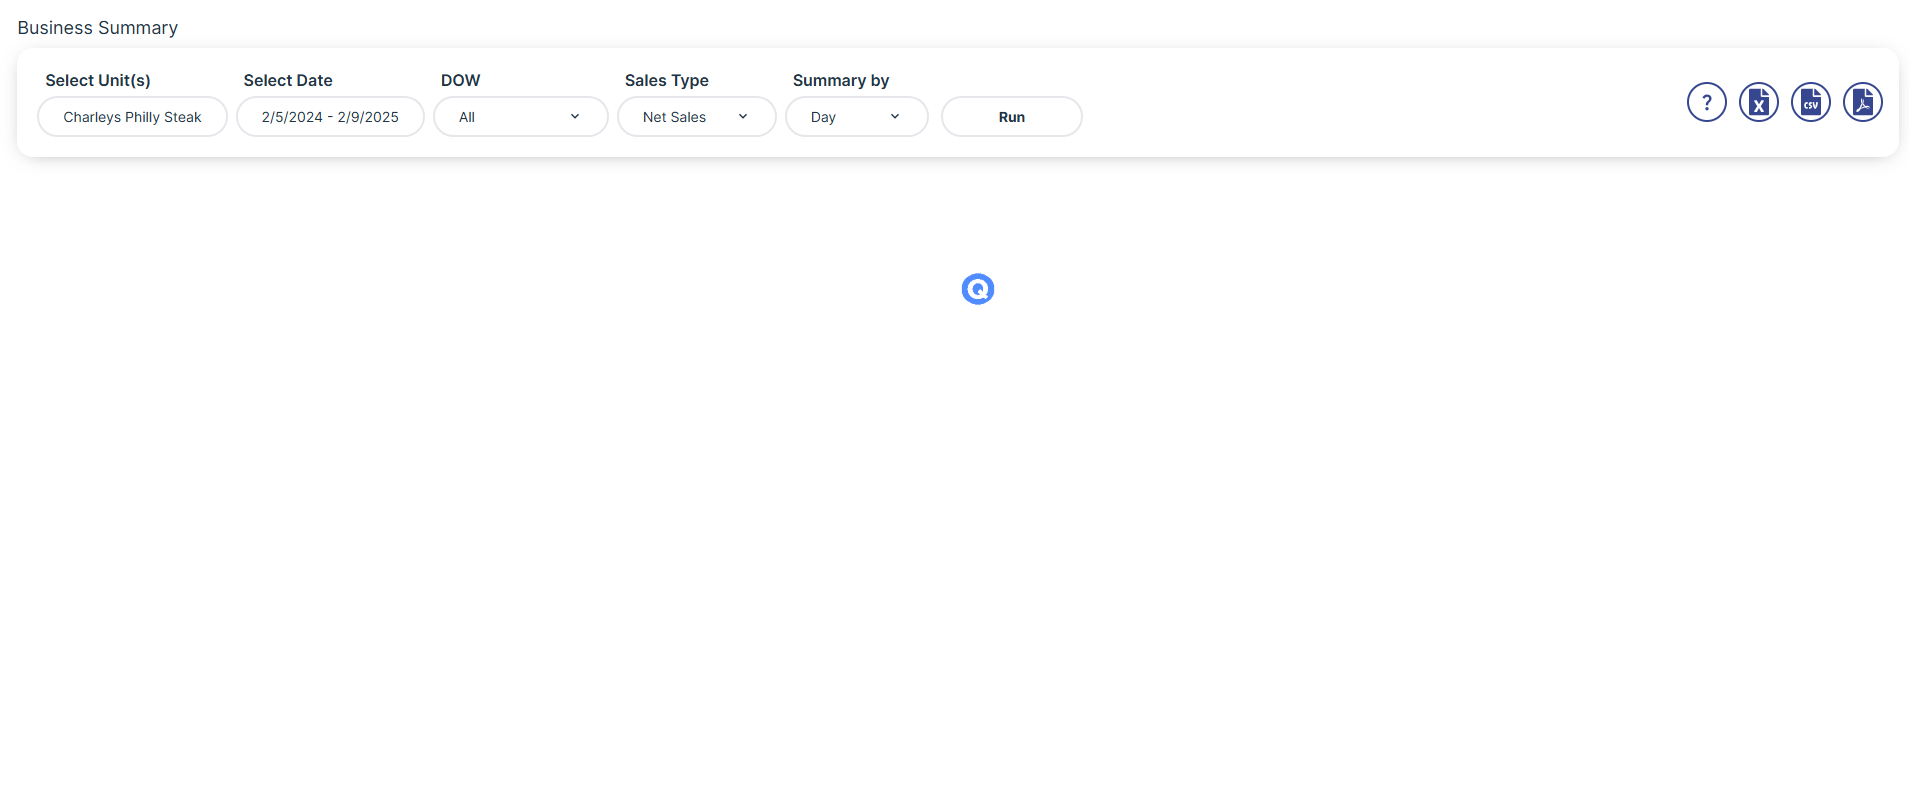 Business Summary
Select Unit(s) Select Date DOW Sales Type Summary by
Charleys Philly Steak 2/5/2024 - 2/9/2025 All Net Sales Day Run
? X CSV
Q